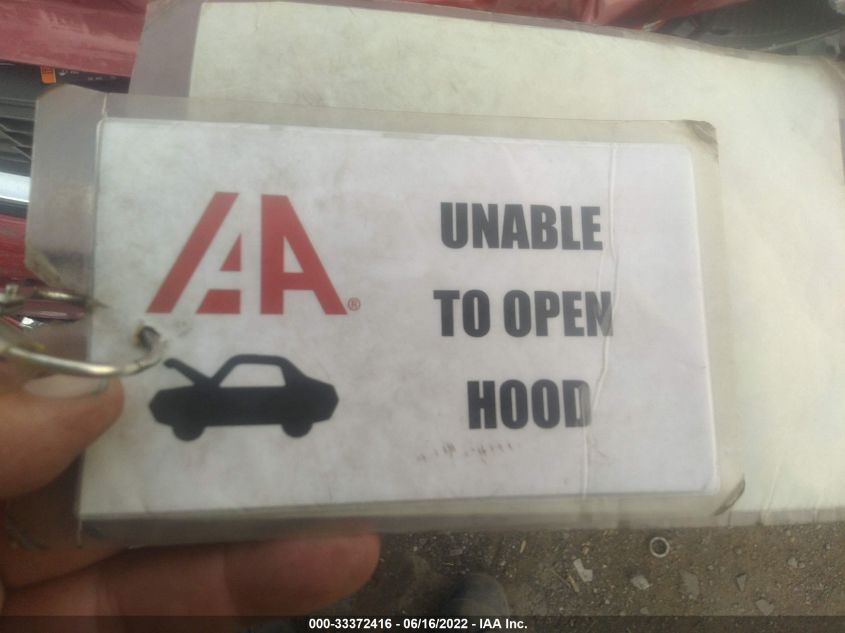 IAA®
UNABLE
TO OPEN
HOOD
000-33372416 - 06/16/2022 - IAA Inc.